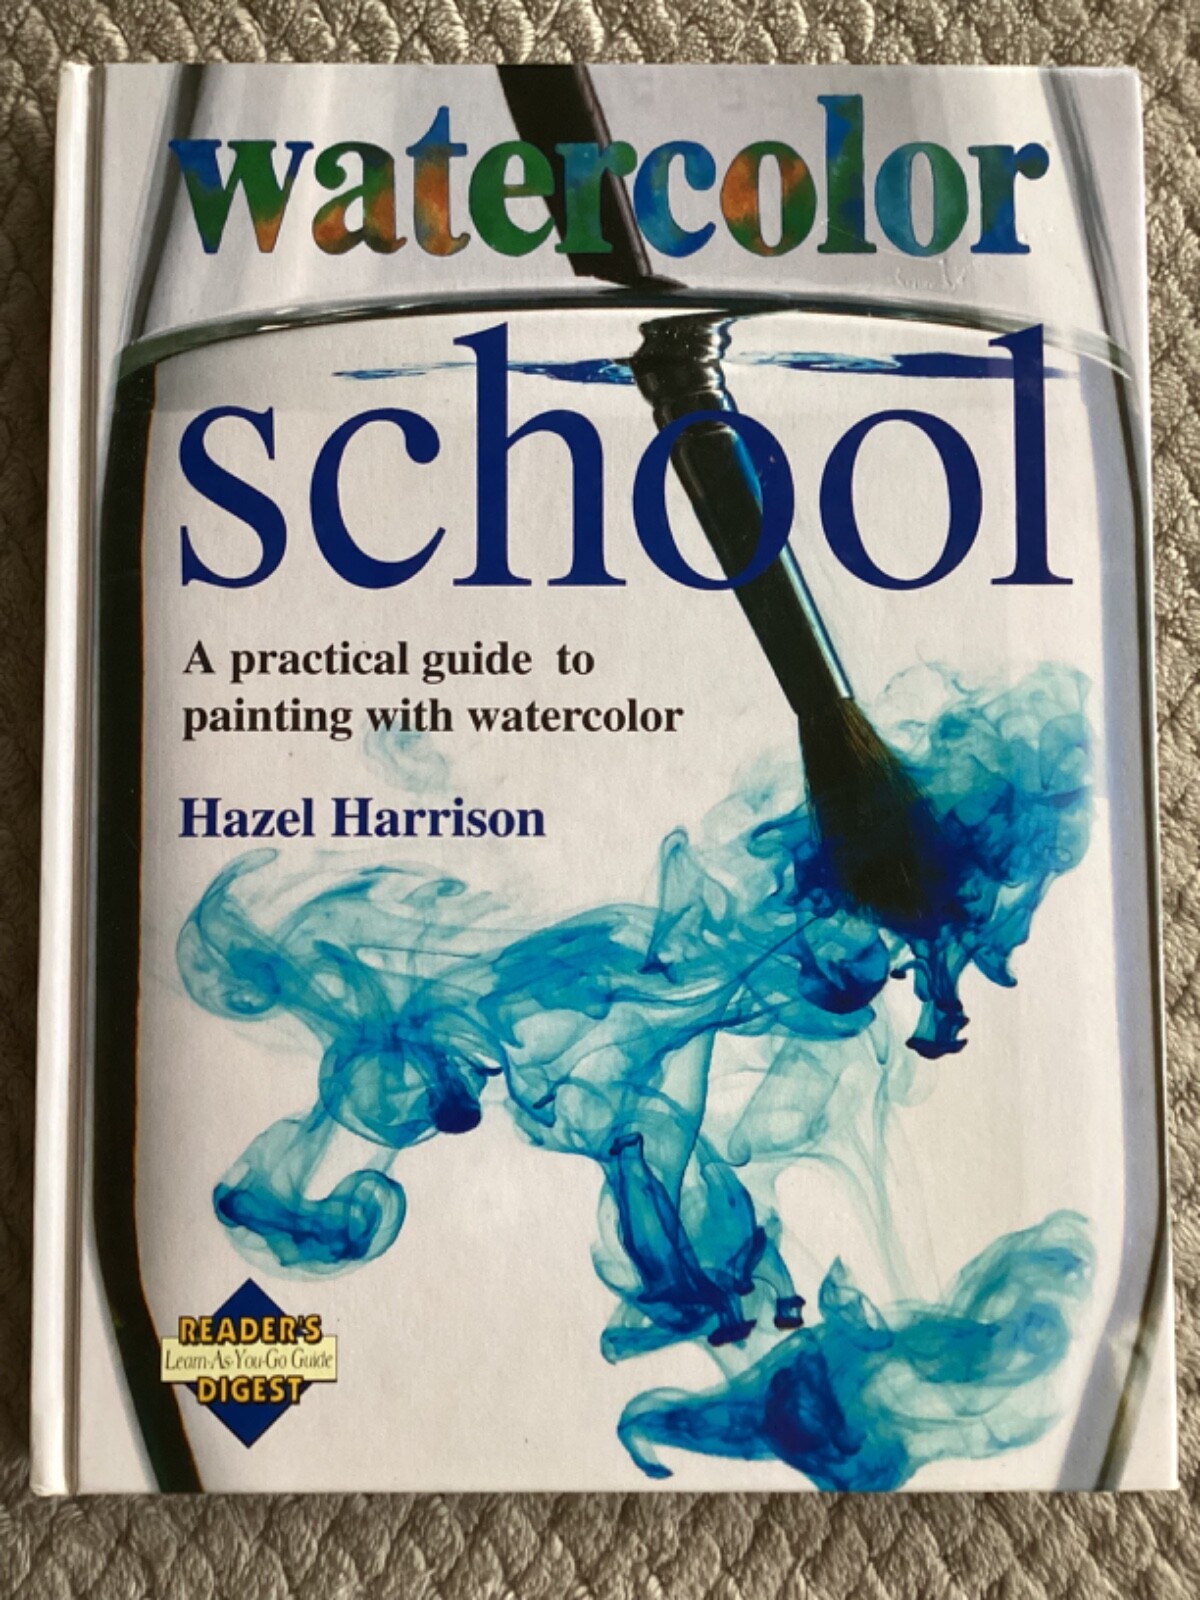 watercolor
school
A practical guide to
painting with watercolor
Hazel Harrison
READER'S
Learn-As-You-Go Guide
DIGEST